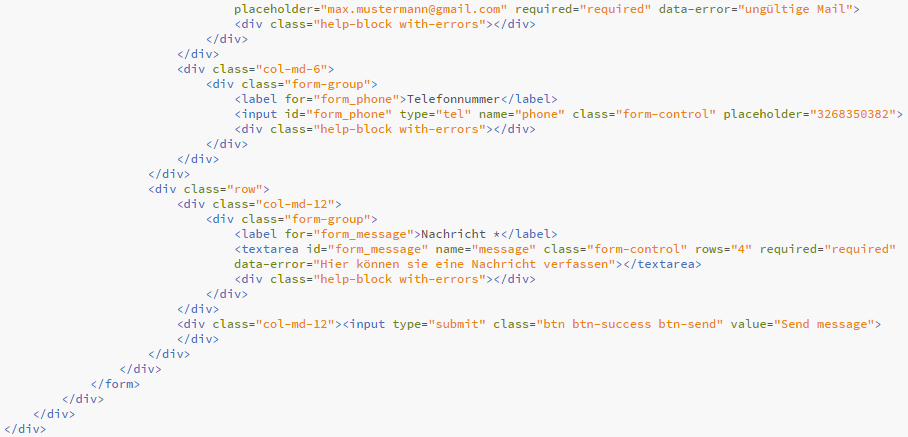 placeholder="max.mustermann@gmail.com" required="required" data-error="ungültige Mail">
<div class="help-block with-errors"></div>
</div>
</div>
<div class="col-md-6">
<div class="form-group">
<label for="form_phone">Telefonnummer</label>
<input id="form_phone" type="tel" name="phone" class="form-control" placeholder="3268350382">
<div class="help-block with-errors"></div>
</div>
</div>
</div>
<div class="row">
<div class="col-md-12">
<div class="form-group">
<label for="form_message">Nachricht *</label>
<textarea id="form_message" name="message" class="form-control" rows="4" required="required"
data-error="Hier können sie eine Nachricht verfassen"></textarea>
<div class="help-block with-errors"></div>
</div>
</div>
<div class="col-md-12"><input type="submit" class="btn btn-success btn-send" value="Send message">
</div>
</div>
</div>
</form>
</div>
</div>
</div>